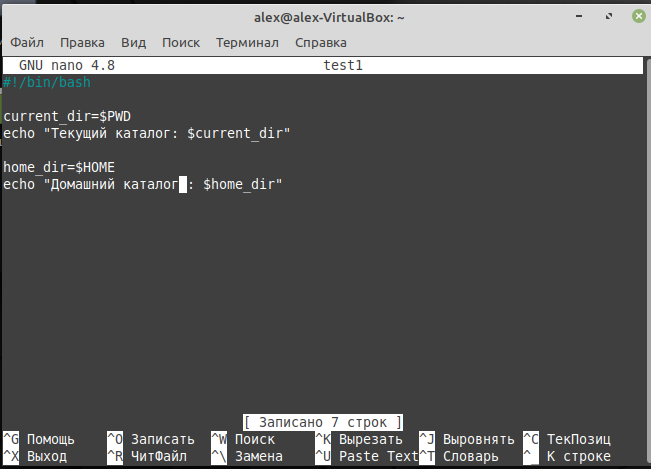 alex@alex-VirtualBox: ~
Файл Правка Вид Поиск Терминал Справка
GNU nano 4.8 test1
#!/bin/bash
current_dir=$PWD
echo "Текущий каталог: $current_dir"
home_dir=$HOME
echo "Домашний каталог : $home_dir"
[ Записано 7 строк ]
^G Помощь ^O Записать ^W Поиск ^K Вырезать ^J Выровнять ^C ТекПозиц
^X Выход ^R ЧитФайл ^\ Замена ^U Paste Text ^T Словарь ^_ К строке